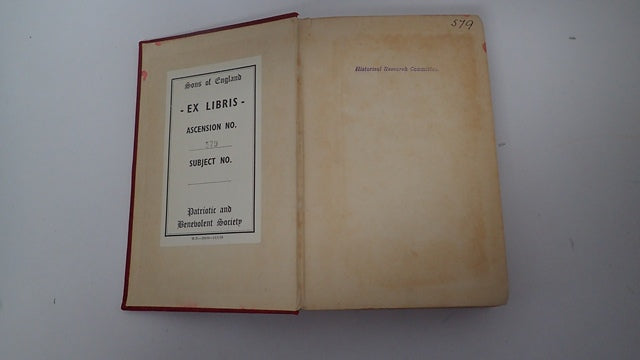 Sons of England
- EX LIBRIS -
ASCENSION NO.
579
SUBJECT NO.
Patriotic and
Benevolent Society
579
Historical Research Committee.